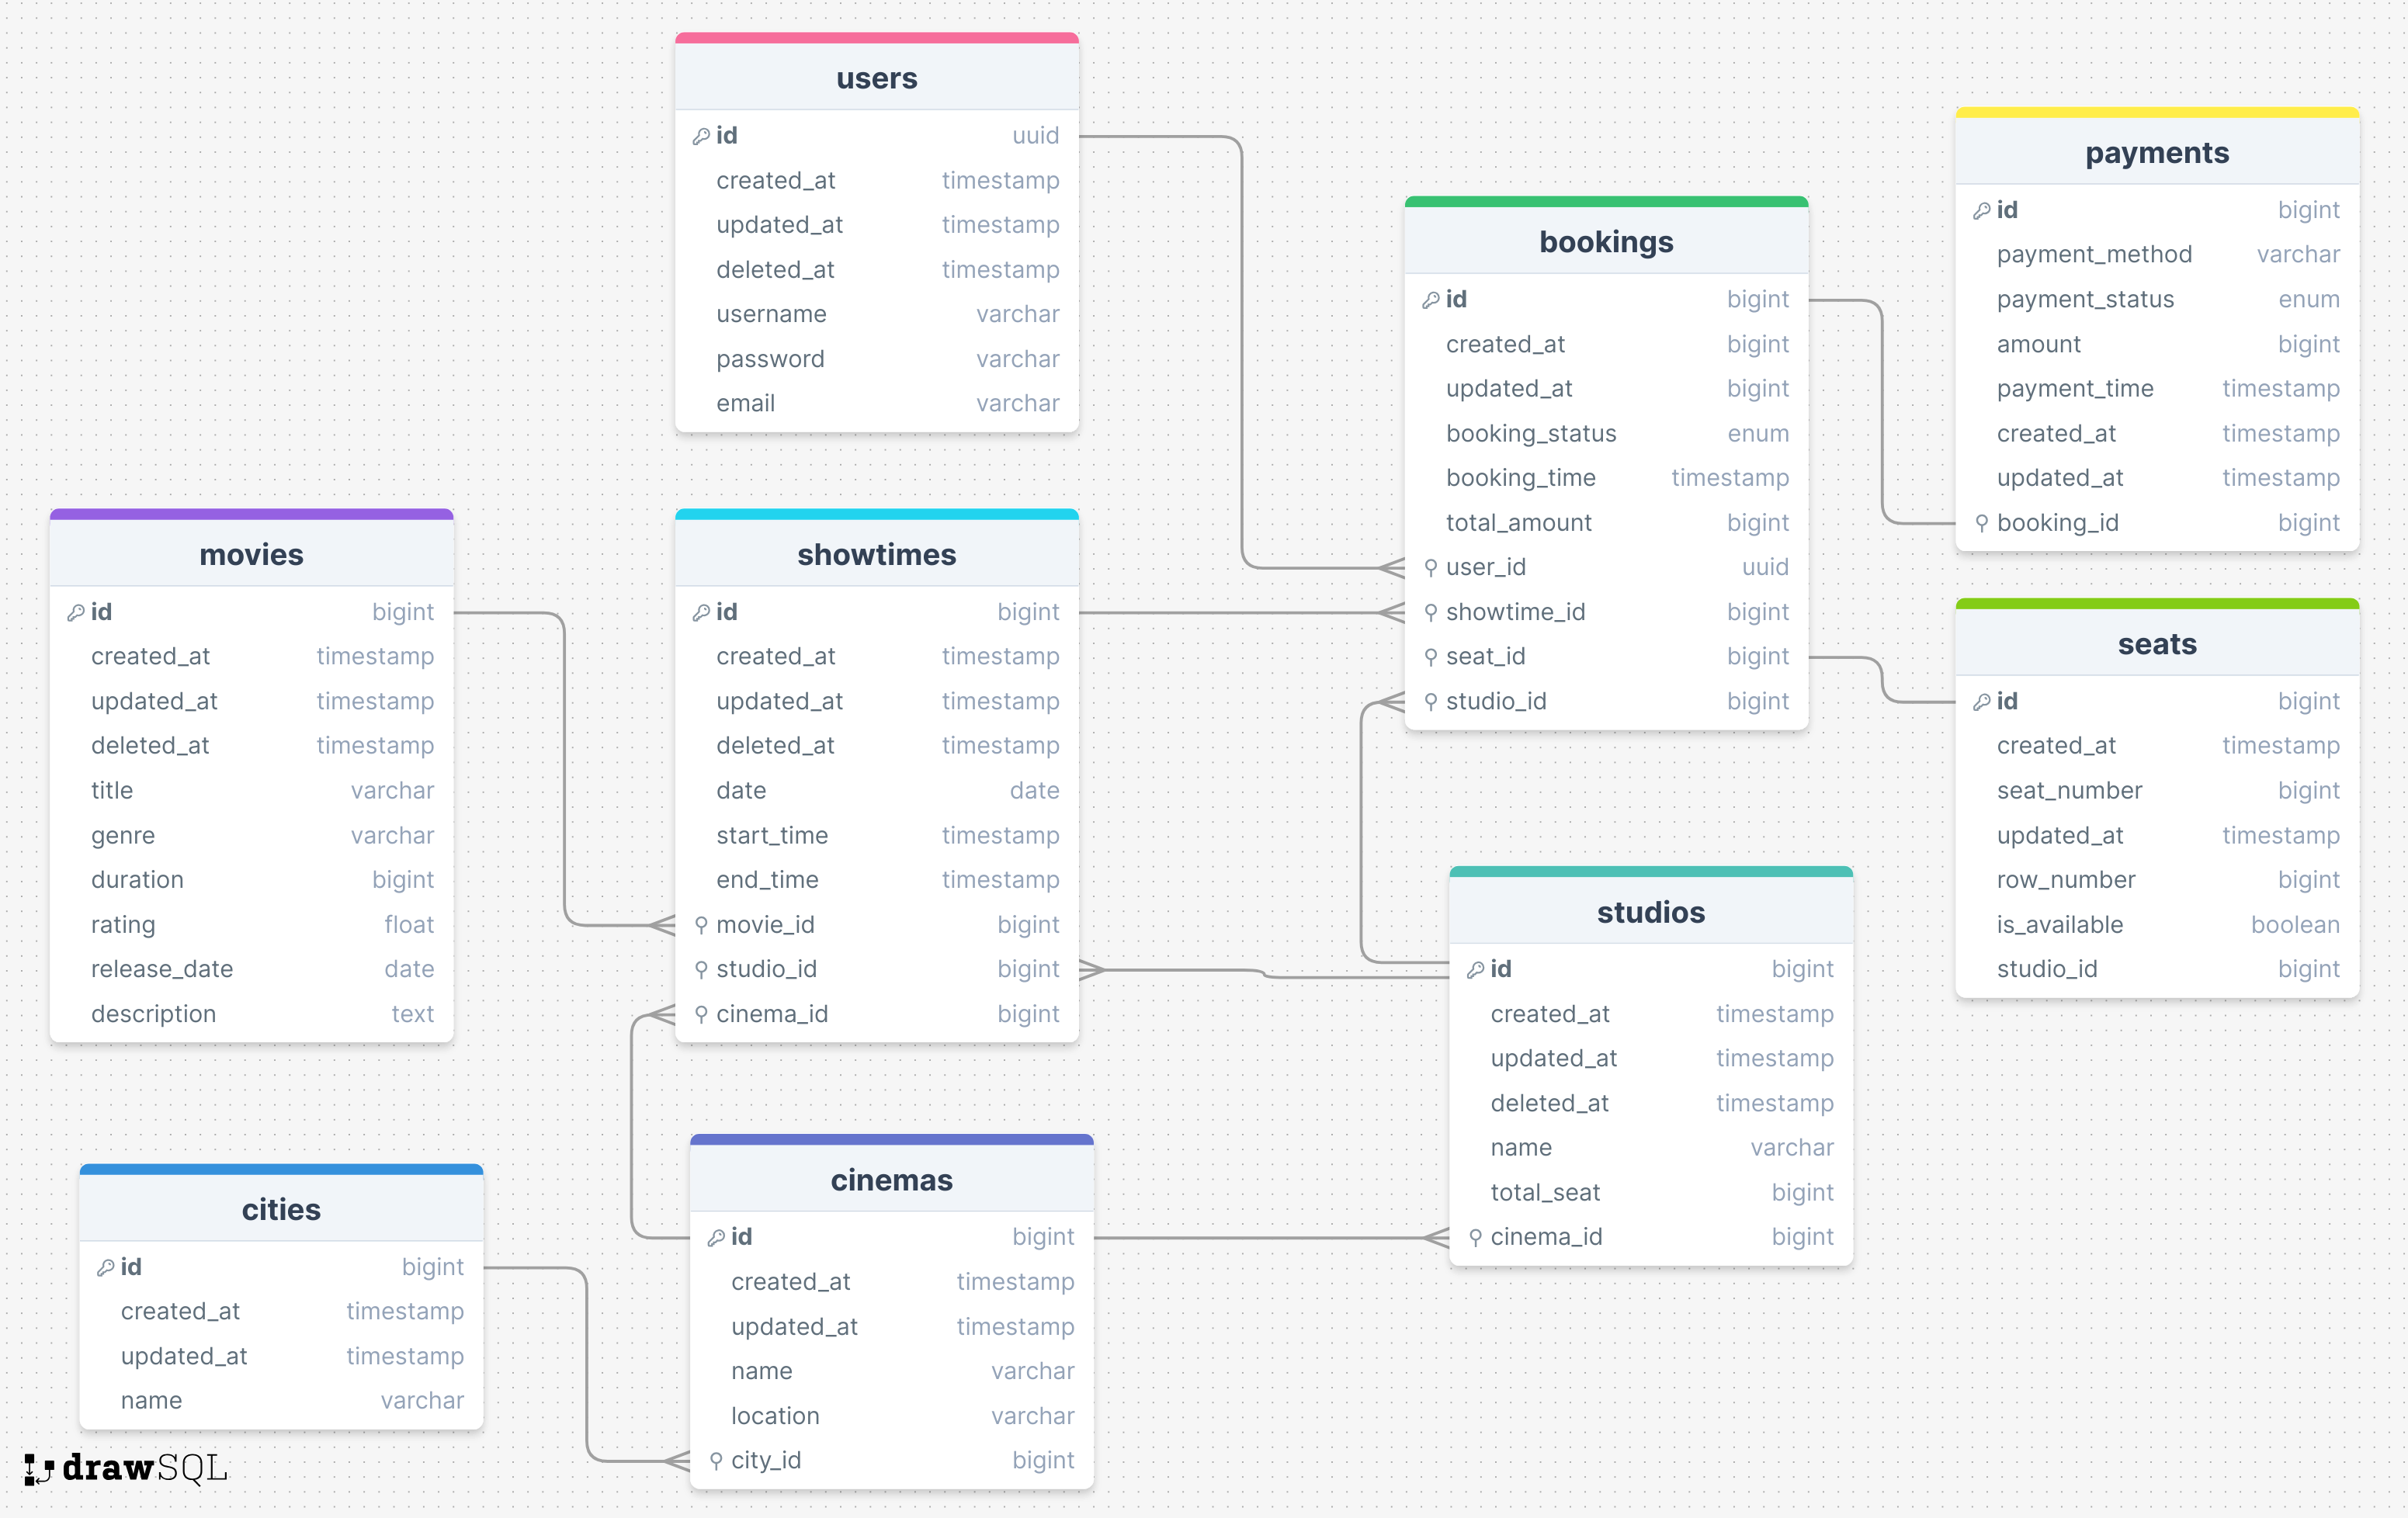 users
id uuid
created_at timestamp
updated_at timestamp
deleted_at timestamp
username varchar
password varchar
email varchar
payments
id bigint
payment_method varchar
payment_status enum
amount bigint
payment_time timestamp
created_at timestamp
updated_at timestamp
booking_id bigint
bookings
id bigint
created_at bigint
updated_at bigint
booking_status enum
booking_time timestamp
total_amount bigint
user_id uuid
showtime_id bigint
seat_id bigint
studio_id bigint
movies
id bigint
created_at timestamp
updated_at timestamp
deleted_at timestamp
title varchar
genre varchar
duration bigint
rating float
release_date date
description text
showtimes
id bigint
created_at timestamp
updated_at timestamp
deleted_at timestamp
date date
start_time timestamp
end_time timestamp
movie_id bigint
studio_id bigint
cinema_id bigint
seats
id bigint
created_at timestamp
seat_number bigint
updated_at timestamp
row_number bigint
is_available boolean
studio_id bigint
studios
id bigint
created_at timestamp
updated_at timestamp
deleted_at timestamp
name varchar
total_seat bigint
cinema_id bigint
cities
id bigint
created_at timestamp
updated_at timestamp
name varchar
cinemas
id bigint
created_at timestamp
updated_at timestamp
name varchar
location varchar
city_id bigint
drawSQL